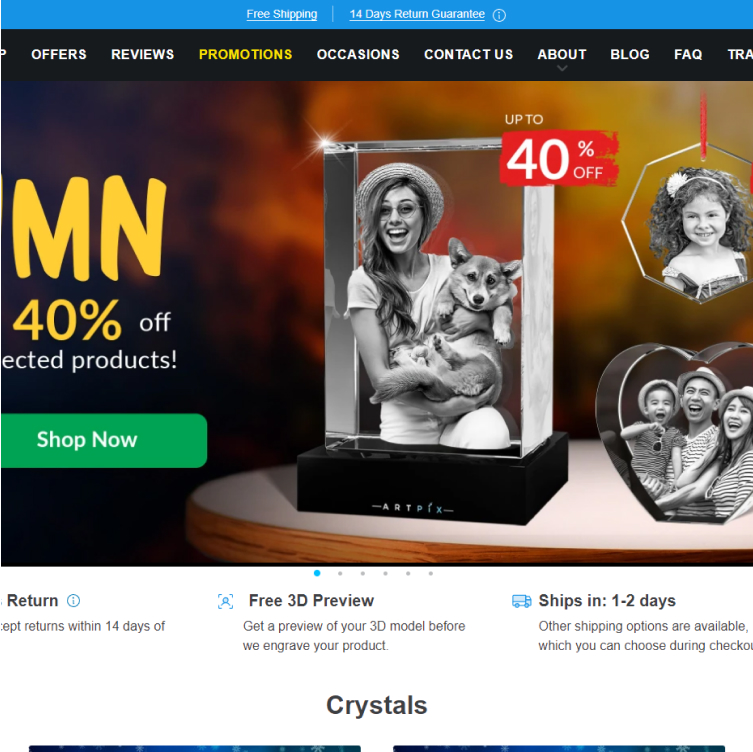 Free Shipping
14 Days Return Guarantee
OFFERS REVIEWS PROMOTIONS OCCASIONS CONTACT US ABOUT BLOG FAQ
UP TO
40% OFF
MN
40% off
ected products!
Shop Now
ARTPIX
Return
cept returns within 14 days of
Free 3D Preview
Get a preview of your 3D model before
we engrave your product.
Ships in: 1-2 days
Other shipping options are available,
which you can choose during checkou
Crystals